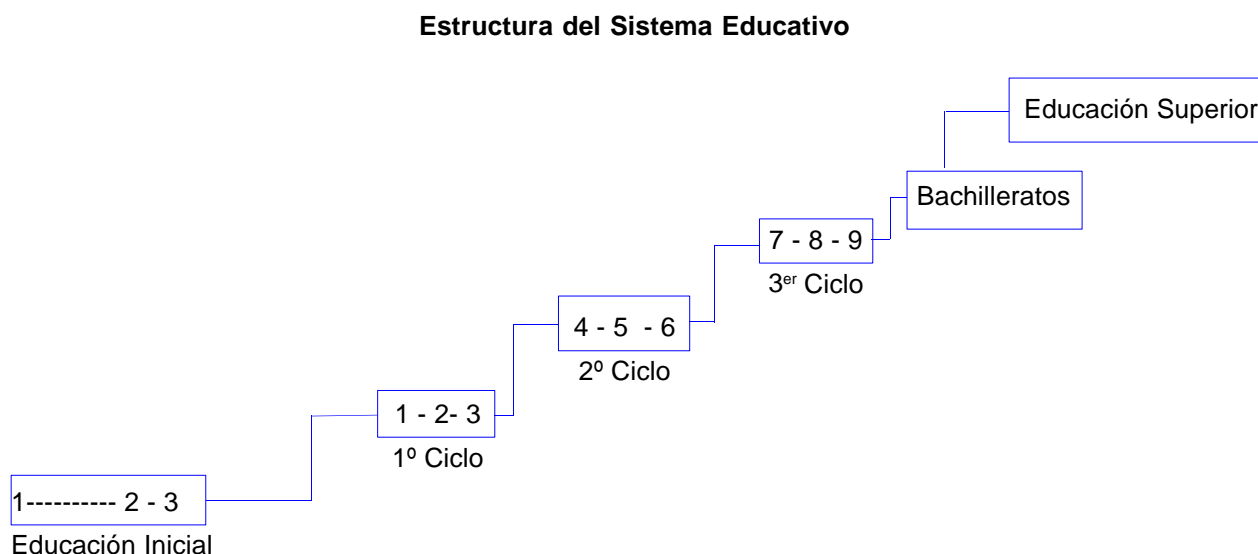 Estructura del Sistema Educativo
Educación Superior
Bachilleratos
7 - 8 - 9
3er Ciclo
4 - 5 - 6
2º Ciclo
1 - 2- 3
1º Ciclo
1---------- 2 - 3
Educación Inicial